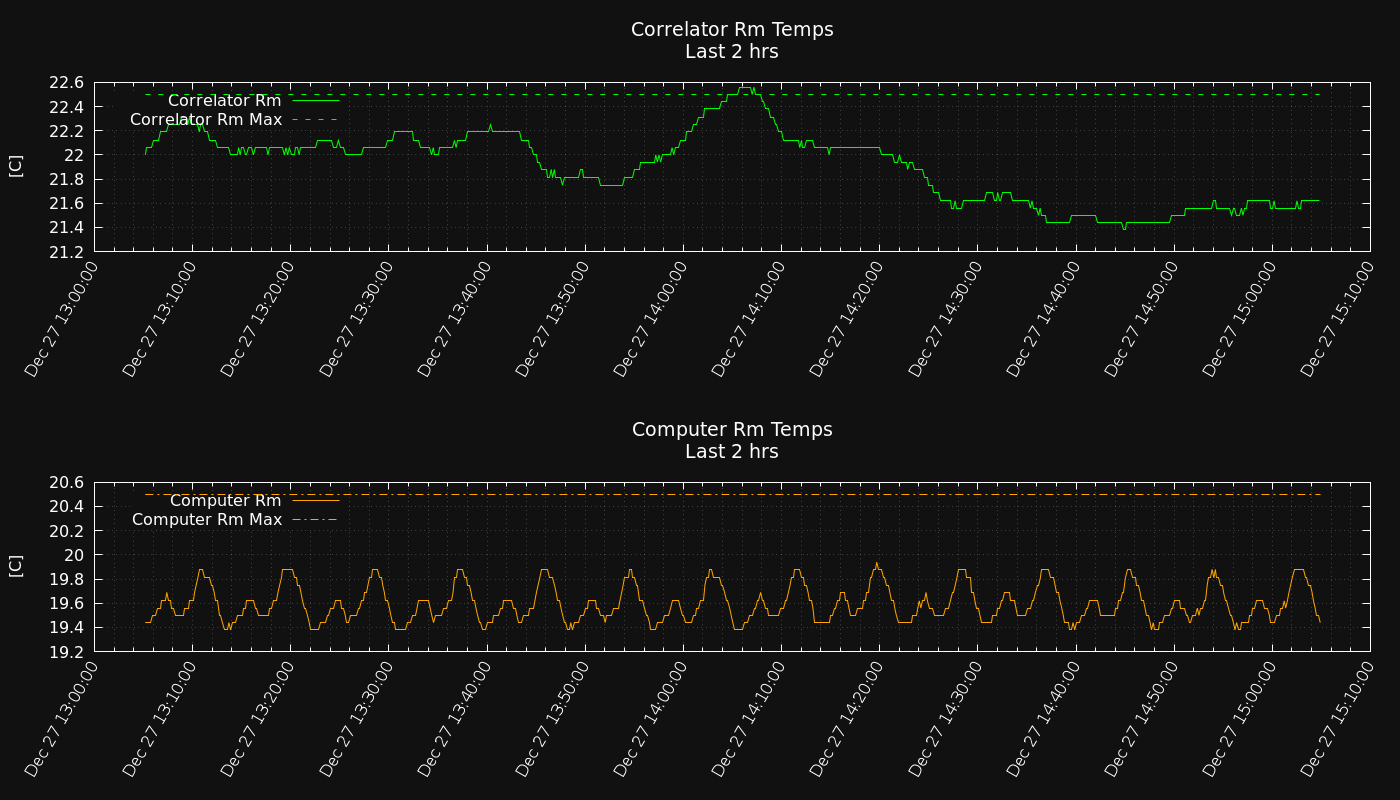 Correlator Rm Temps
Last 2 hrs
22.6
22.4
22.2
22
21.8
21.6
21.4
21.2
[C]
Correlator Rm
Correlator Rm Max
Dec 27 13:00:00
Dec 27 13:10:00
Dec 27 13:20:00
Dec 27 13:30:00
Dec 27 13:40:00
Dec 27 13:50:00
Dec 27 14:00:00
Dec 27 14:10:00
Dec 27 14:20:00
Dec 27 14:30:00
Dec 27 14:40:00
Dec 27 14:50:00
Dec 27 15:00:00
Dec 27 15:10:00
Computer Rm Temps
Last 2 hrs
20.6
20.4
20.2
20
19.8
19.6
19.4
19.2
[C]
Computer Rm
Computer Rm Max
Dec 27 13:00:00
Dec 27 13:10:00
Dec 27 13:20:00
Dec 27 13:30:00
Dec 27 13:40:00
Dec 27 13:50:00
Dec 27 14:00:00
Dec 27 14:10:00
Dec 27 14:20:00
Dec 27 14:30:00
Dec 27 14:40:00
Dec 27 14:50:00
Dec 27 15:00:00
Dec 27 15:10:00